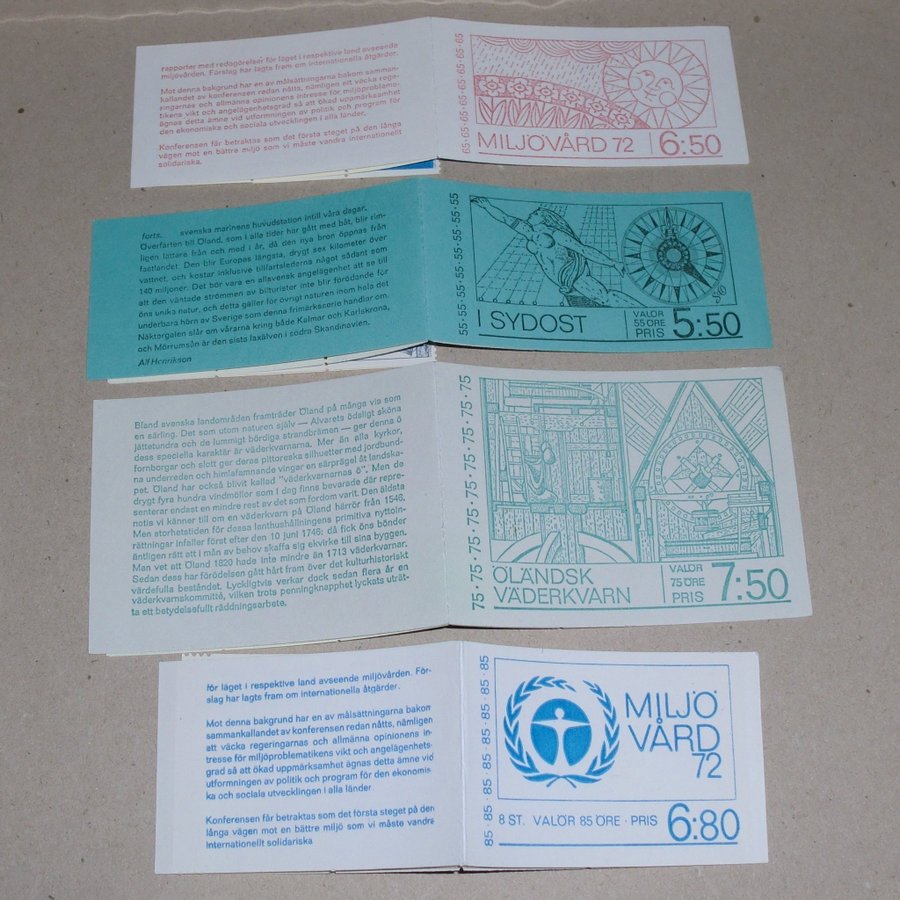 rapporter med redogörelser för läget i respektive land avseende
miljövården. Förslag har lagts fram om internationella åtgärder.
Mot denna bakgrund har en av målsättningarna bakom samman-
kallandet av konferensen redan nåtts, nämligen att väcka rege-
ringarnas och allmänna opinionens intresse för miljöproblema-
tikens vikt och angelägenhetsgrad så att ökad uppmärksamhet
ägnas detta ämne vid utformningen av politik och program för
den ekonomiska och sociala utvecklingen i alla länder.
Konferensen får betraktas som det första steget på den långa
vägen mot en bättre miljö som vi måste vandra internationellt
solidariska.
65·65·65·65·65·65·65
MILJÖVÅRD 72 6:50
forts. svenska marinens huvudstation intill våra dagar.
Överfarten till Öland, som i alla tider har gått med båt, blir rim-
ligen lättare från och med i år, då den nya bron öppnas från
fastlandet. Den blir Europas längsta, drygt sex kilometer över
vattnet, och kostar inklusive tillfartslederna något sådant som
140 miljoner. Det bör vara en allsvensk angelägenhet att se till
att den väntade strömmen av bilturister inte blir förödande för
öns unika natur, och detta gäller för övrigt naturen inom hela det
underbara hörn av Sverige som denna frimärksserie handlar om.
Näktergalen slår om vårarna kring både Kalmar och Karlskrona,
och Mörrumsån är den sista laxälven i södra Skandinavien.
Alf Henrikson
55·55·55·55·55·55·55
I SYDOST
VALÖR
55 ÖRE
PRIS 5:50
Bland svenska landområden framträder Öland på många vis som
en särling. Det som utom naturen själv — Alvarets ödsligt sköna
jättetundra och de lummigt bördiga strandbrämen — ger denna ö
dess speciella karaktär är väderkvarnarna. Mer än alla kyrkor,
fornborgar och slott ger deras pittoreska silhuetter med jordbund-
na underreden och himlafamnande vingar en särprägel åt landska-
pet. Öland har också blivit kallad "väderkvarnarnas ö". Men de
drygt fyra hundra vindmöllor som i dag finns bevarade där repre-
senterar endast en mindre rest av det som fordom varit. Den äldsta
notis vi känner till om en väderkvarn på Öland härrör från 1546.
Men storhetstiden för dessa lanthushållningens primitiva nyttoin-
rättningar infaller först efter den 10 juni 1746; då fick öns bönder
äntligen rätt att i mån av behov skaffa sig ekvirke till sina byggen.
Man vet att Öland 1820 hade inte mindre än 1713 väderkvarnar.
Sedan dess har förödelsen gått hårt fram över det kulturhistoriskt
värdefulla beståndet. Lyckligtvis verkar dock sedan flera år en
väderkvarnskommitté, vilken trots penningknapphet lyckats uträt-
ta ett betydelsefullt räddningsarbete.
75·75·75·75·75·75·75·75
ÖLÄNDSK
VÄDERKVARN
VALÖR
75 ÖRE
PRIS 7:50
för läget i respektive land avseende miljövården. För-
slag har lagts fram om internationella åtgärder.
Mot denna bakgrund har en av målsättningarna bakom
sammankallandet av konferensen redan nåtts, nämligen
att väcka regeringarnas och allmänna opinionens in-
tresse för miljöproblematikens vikt och angelägenhets-
grad så att ökad uppmärksamhet ägnas detta ämne vid
utformningen av politik och program för den ekonomis-
ka och sociala utvecklingen i alla länder
Konferensen får betraktas som det första steget på den
långa vägen mot en bättre miljö som vi måste vandra
internationellt solidariska
85·85·85·85·85·85·85
MILJÖ
VÅRD
72
8 ST. VALÖR 85 ÖRE · PRIS 6:80